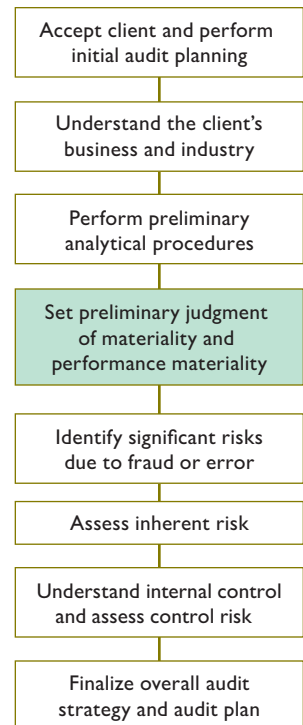 Accept client and perform
initial audit planning
Understand the client's
business and industry
Perform preliminary
analytical procedures
Set preliminary judgment
of materiality and
performance materiality
Identify significant risks
due to fraud or error
Assess inherent risk
Understand internal control
and assess control risk
Finalize overall audit
strategy and audit plan